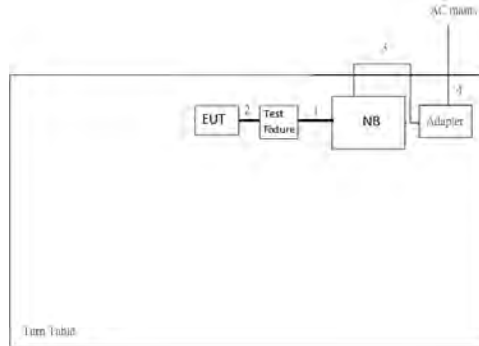 AC mains
3
4
EUT
2
Test
Fixture
1
NB
Adapter
Turn Table